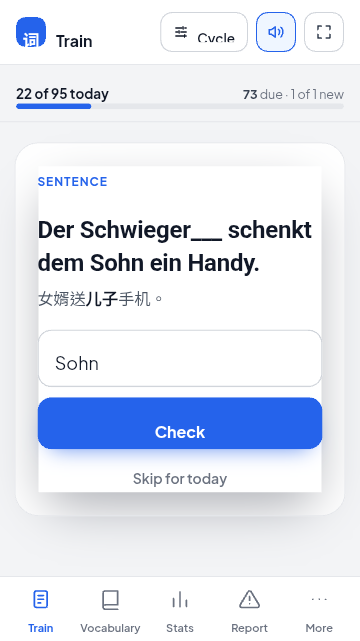 词 Train
Cycle
22 of 95 today
73 due · 1 of 1 new
SENTENCE
Der Schwieger___ schenkt
dem Sohn ein Handy.
女婿送儿子手机。
Sohn
Check
Skip for today
Train Vocabulary Stats Report More